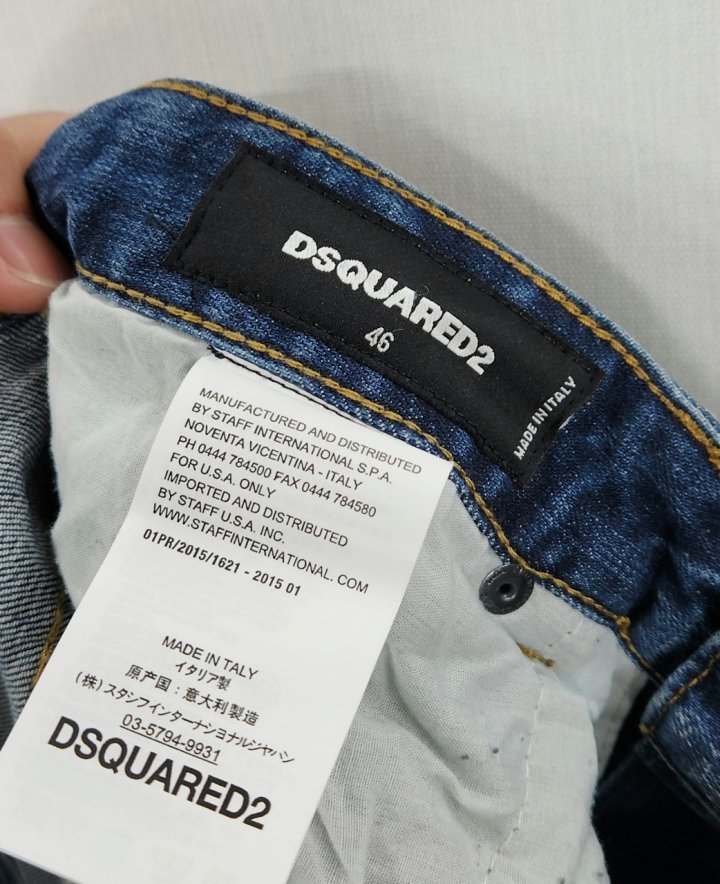 DSQUARED2
46
MADE IN ITALY
MANUFACTURED AND DISTRIBUTED
BY STAFF INTERNATIONAL S.P.A.
NOVENTA VICENTINA - ITALY
PH 0444 784500 FAX 0444 784580
FOR U.S.A. ONLY
IMPORTED AND DISTRIBUTED
BY STAFF U.S.A. INC.
WWW.STAFFINTERNATIONAL. COM
01PR/2015/1621 - 2015 01
MADE IN TALY
イタリア製
原产国：意大利製造
(株)スタシフインターナショナルジャハシ
03-5794-9931
DSQUARED2